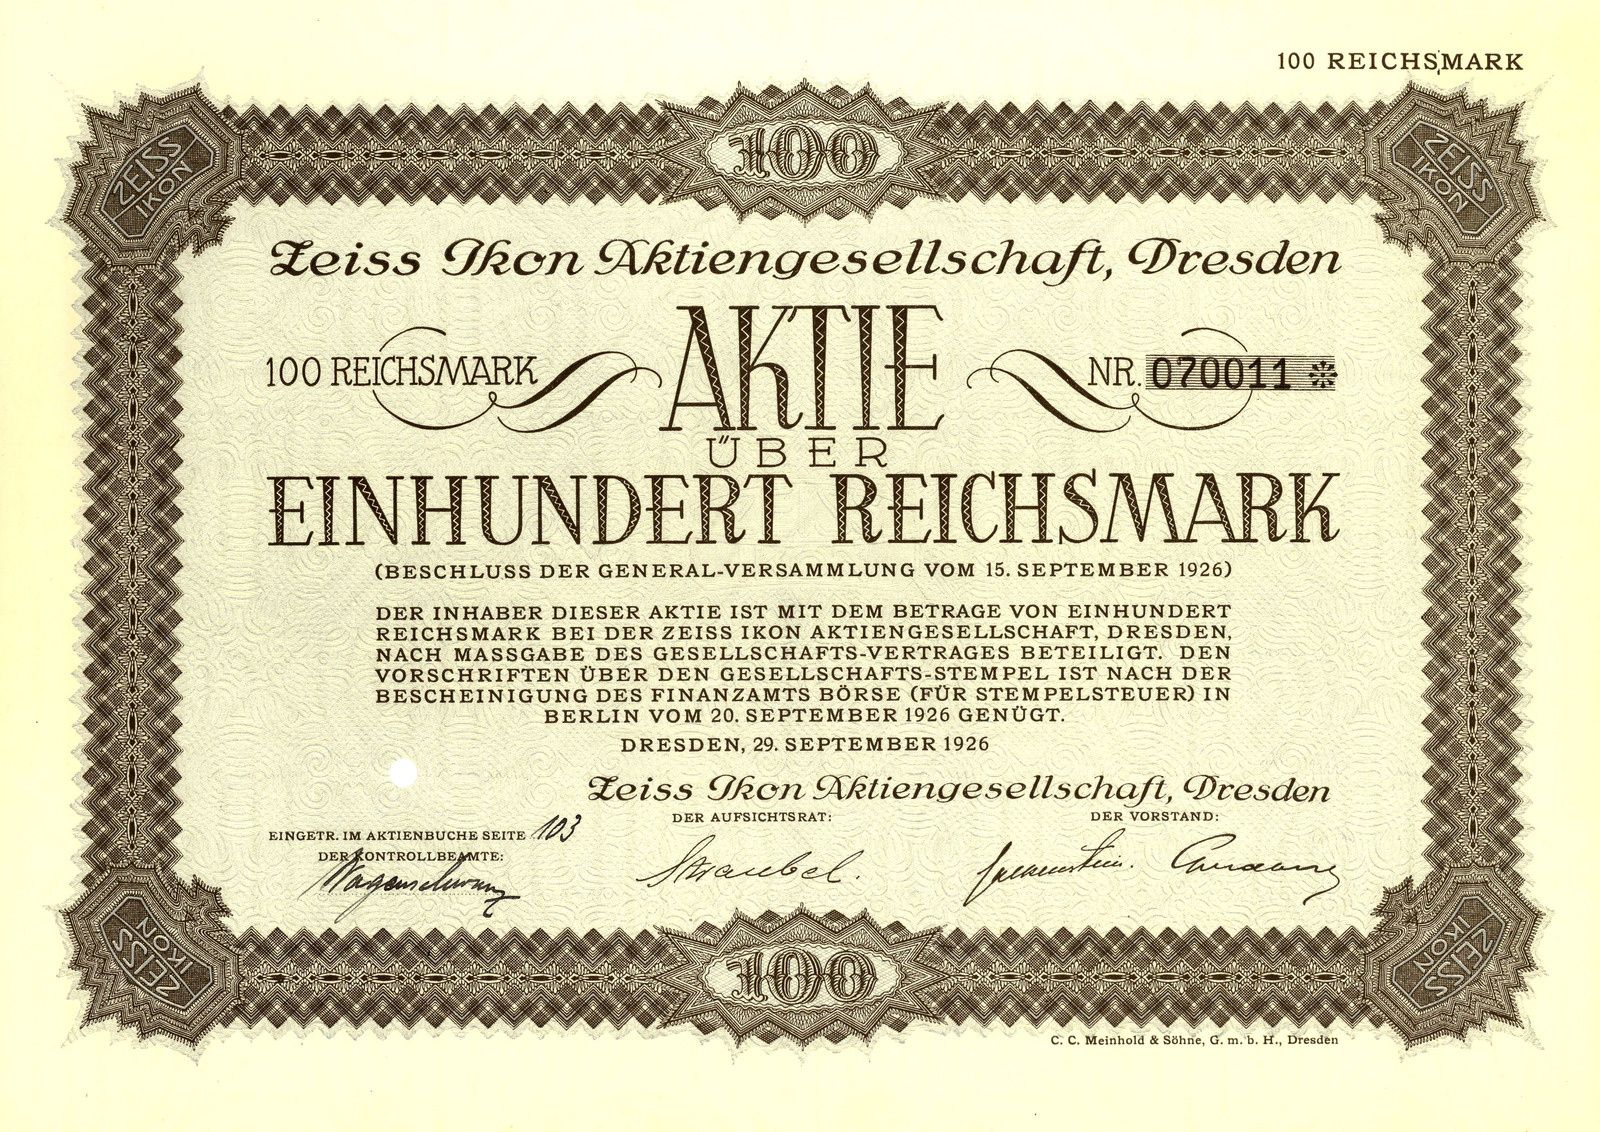 100 REICHSMARK
ZEISS IKON
100
ZEISS IKON
Zeiss Ikon Aktiengesellschaft, Dresden
AKTIE
100 REICHSMARK
NR. 070011
ÜBER
EINHUNDERT REICHSMARK
(BESCHLUSS DER GENERAL-VERSAMMLUNG VOM 15. SEPTEMBER 1926)
DER INHABER DIESER AKTIE IST MIT DEM BETRAGE VON EINHUNDERT
REICHSMARK BEI DER ZEISS IKON AKTIENGESELLSCHAFT, DRESDEN,
NACH MASSGABE DES GESELLSCHAFTS-VERTRAGES BETEILIGT. DEN
VORSCHRIFTEN ÜBER DEN GESELLSCHAFTS-STEMPEL IST NACH DER
BESCHEINIGUNG DES FINANZAMTS BÖRSE (FÜR STEMPELSTEUER) IN
BERLIN VOM 20. SEPTEMBER 1926 GENÜGT.
DRESDEN, 29. SEPTEMBER 1926
Zeiss Ikon Aktiengesellschaft, Dresden
DER AUFSICHTSRAT:
DER VORSTAND:
EINGETR. IM AKTIENBUCHE SEITE 103
DER KONTROLLBEAMTE:
Straubel.
ZEISS IKON
100
ZEISS IKON
C. C. Meinhold & Söhne, G. m. b. H., Dresden